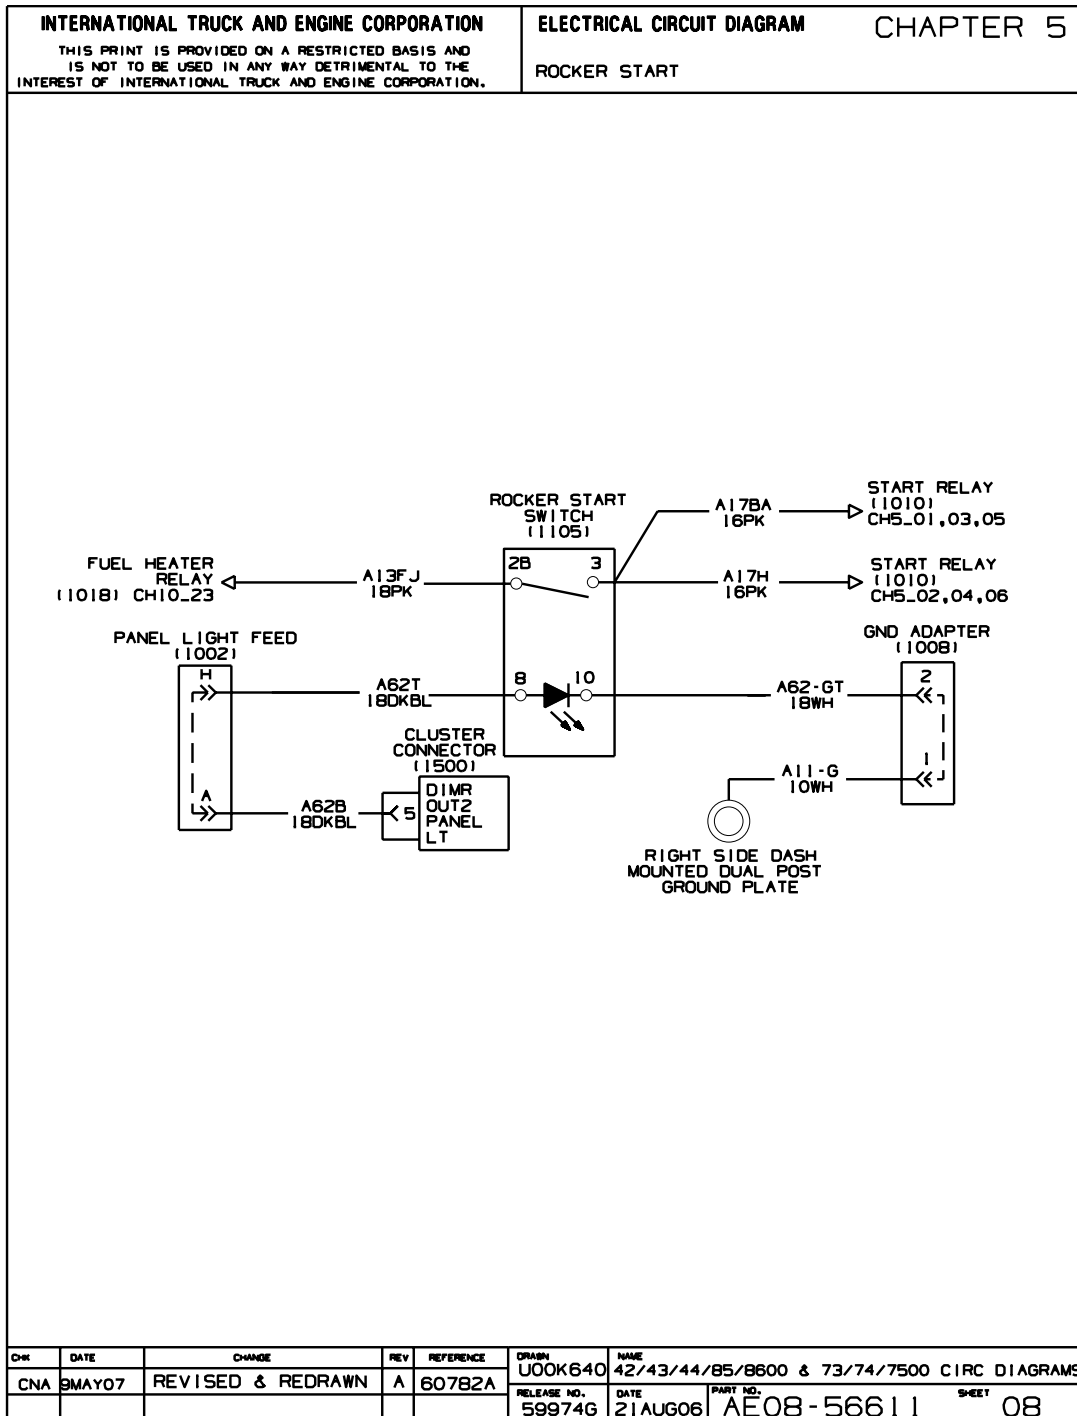 INTERNATIONAL TRUCK AND ENGINE CORPORATION
THIS PRINT IS PROVIDED ON A RESTRICTED BASIS AND
IS NOT TO BE USED IN ANY WAY DETRIMENTAL TO THE
INTEREST OF INTERNATIONAL TRUCK AND ENGINE CORPORATION.
ELECTRICAL CIRCUIT DIAGRAM
CHAPTER 5
ROCKER START
ROCKER START
SWITCH
(1105)
A17BA
16PK
START RELAY
(1010)
CH5_01,03,05
FUEL HEATER
RELAY
(1018) CH10_23
A13FJ
18PK
2B
3
A17H
16PK
START RELAY
(1010)
CH5_02,04,06
PANEL LIGHT FEED
(1002)
H
A62T
18DKBL
8
10
A62-GT
18WH
GND ADAPTER
(1008)
2
CLUSTER
CONNECTOR
(1500)
A
A62B
18DKBL
5
DIMR
OUT2
PANEL
LT
A11-G
10WH
1
RIGHT SIDE DASH
MOUNTED DUAL POST
GROUND PLATE
CHK
DATE
CHANGE
REV
REFERENCE
CNA
9MAY07
REVISED & REDRAWN
A
60782A
DRAWN
U00K640
NAME
42/43/44/85/8600 & 73/74/7500 CIRC DIAGRAMS
RELEASE NO.
59974G
DATE
21AUG06
PART NO.
AE08-56611
SHEET
08